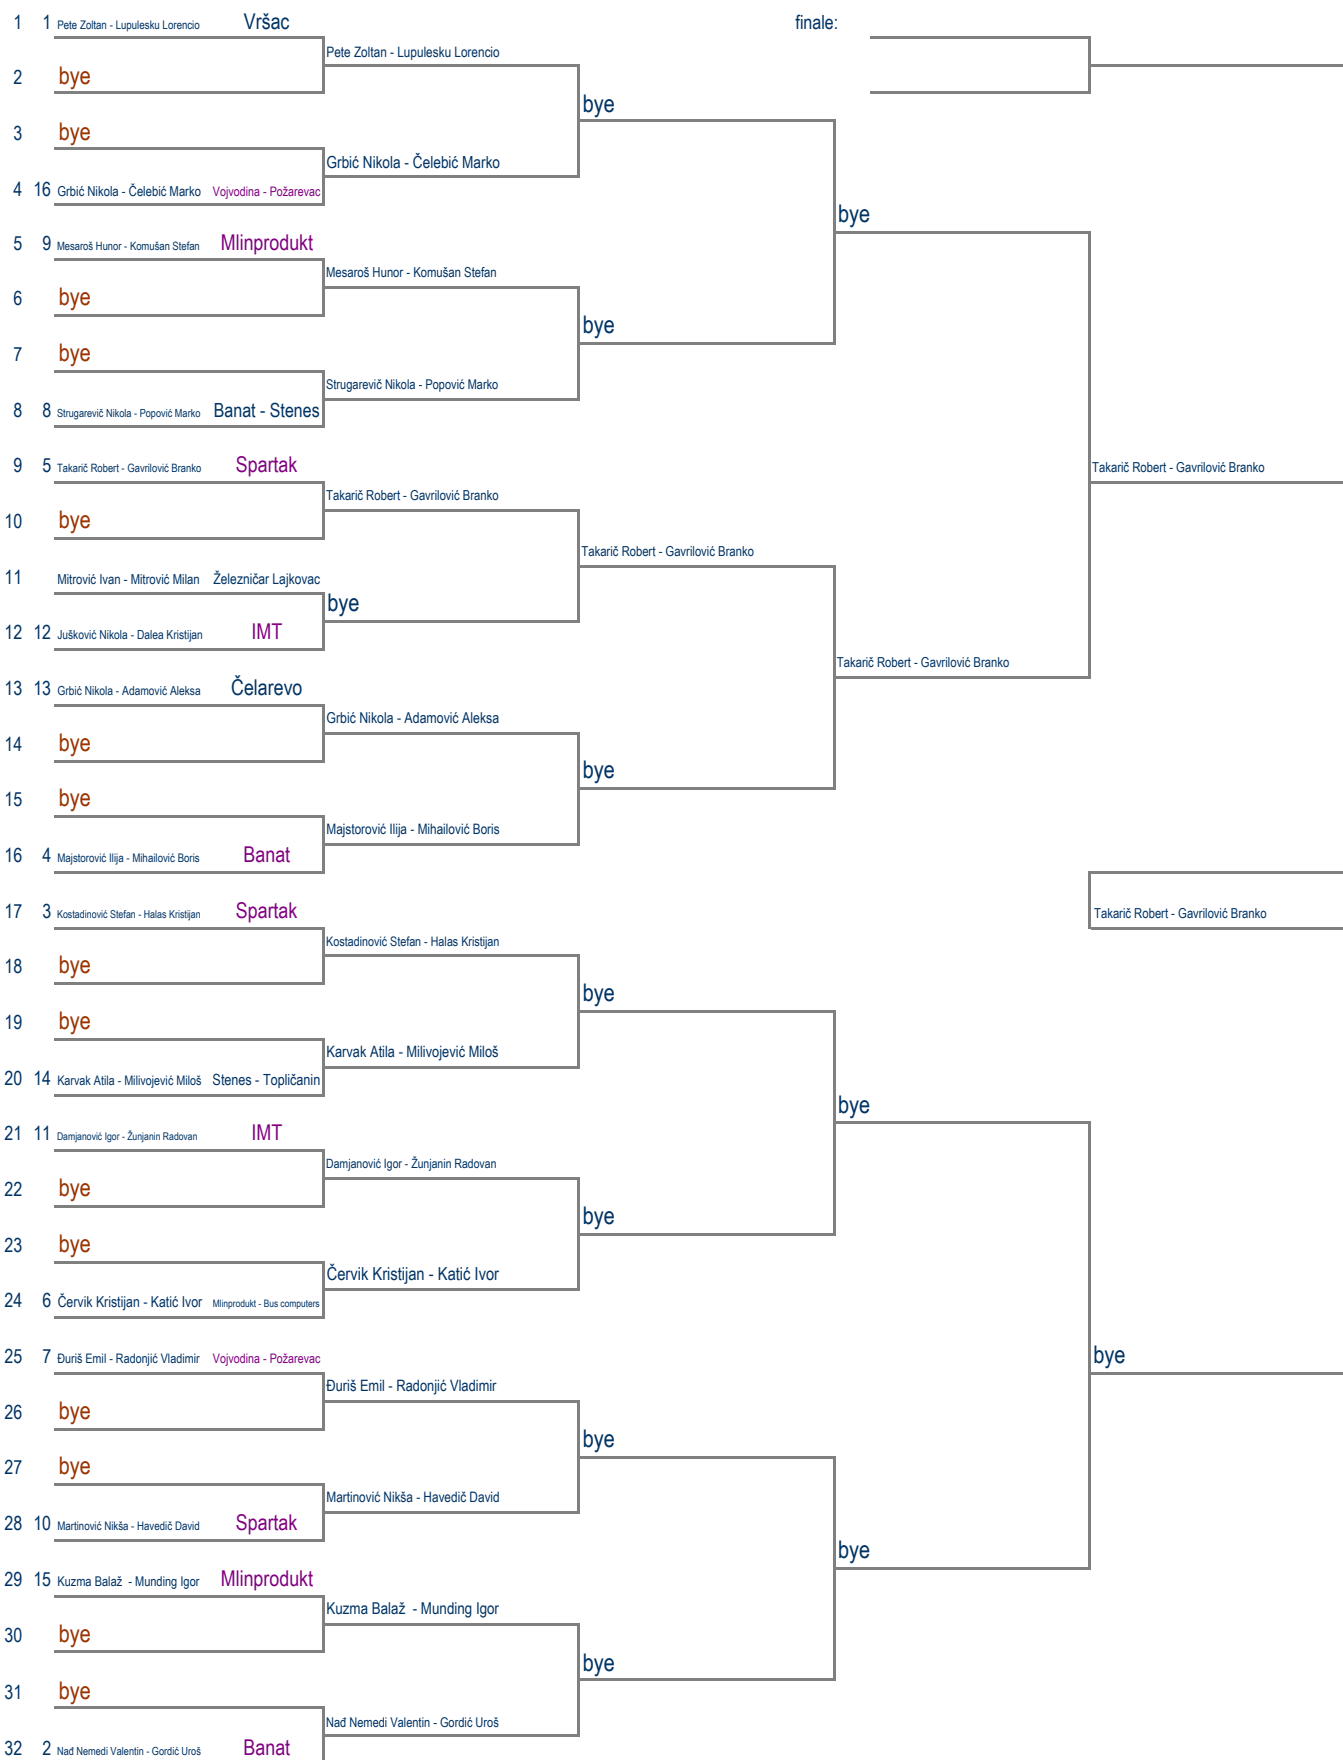 1 1 Pete Zoltan - Lupulesku Lorencio Vršac finale:
Pete Zoltan - Lupulesku Lorencio
2 bye
bye
3 bye
Grbić Nikola - Čelebić Marko
4 16 Grbić Nikola - Čelebić Marko Vojvodina - Požarevac
bye
5 9 Mesaroš Hunor - Komušan Stefan Mlinprodukt
Mesaroš Hunor - Komušan Stefan
6 bye
bye
7 bye
Strugarevič Nikola - Popović Marko
8 8 Strugarevič Nikola - Popović Marko Banat - Stenes
9 5 Takarič Robert - Gavrilović Branko Spartak Takarič Robert - Gavrilović Branko
Takarič Robert - Gavrilović Branko
10 bye
Takarič Robert - Gavrilović Branko
11 Mitrović Ivan - Mitrović Milan Železničar Lajkovac
bye
12 12 Jušković Nikola - Dalea Kristijan IMT
Takarič Robert - Gavrilović Branko
13 13 Grbić Nikola - Adamović Aleksa Čelarevo
Grbić Nikola - Adamović Aleksa
14 bye
bye
15 bye
Majstorović Ilija - Mihailović Boris
16 4 Majstorović Ilija - Mihailović Boris Banat
17 3 Kostadinović Stefan - Halas Kristijan Spartak Takarič Robert - Gavrilović Branko
Kostadinović Stefan - Halas Kristijan
18 bye
bye
19 bye
Karvak Atila - Milivojević Miloš
20 14 Karvak Atila - Milivojević Miloš Stenes - Topličanin
bye
21 11 Damjanović Igor - Žunjanin Radovan IMT
Damjanović Igor - Žunjanin Radovan
22 bye
bye
23 bye
Červik Kristijan - Katić Ivor
24 6 Červik Kristijan - Katić Ivor Mlinprodukt - Bus computers
25 7 Đuriš Emil - Radonjić Vladimir Vojvodina - Požarevac bye
Đuriš Emil - Radonjić Vladimir
26 bye
bye
27 bye
Martinović Nikša - Havedič David
28 10 Martinović Nikša - Havedič David Spartak
bye
29 15 Kuzma Balaž - Munding Igor Mlinprodukt
Kuzma Balaž - Munding Igor
30 bye
bye
31 bye
Nađ Nemedi Valentin - Gordić Uroš
32 2 Nađ Nemedi Valentin - Gordić Uroš Banat